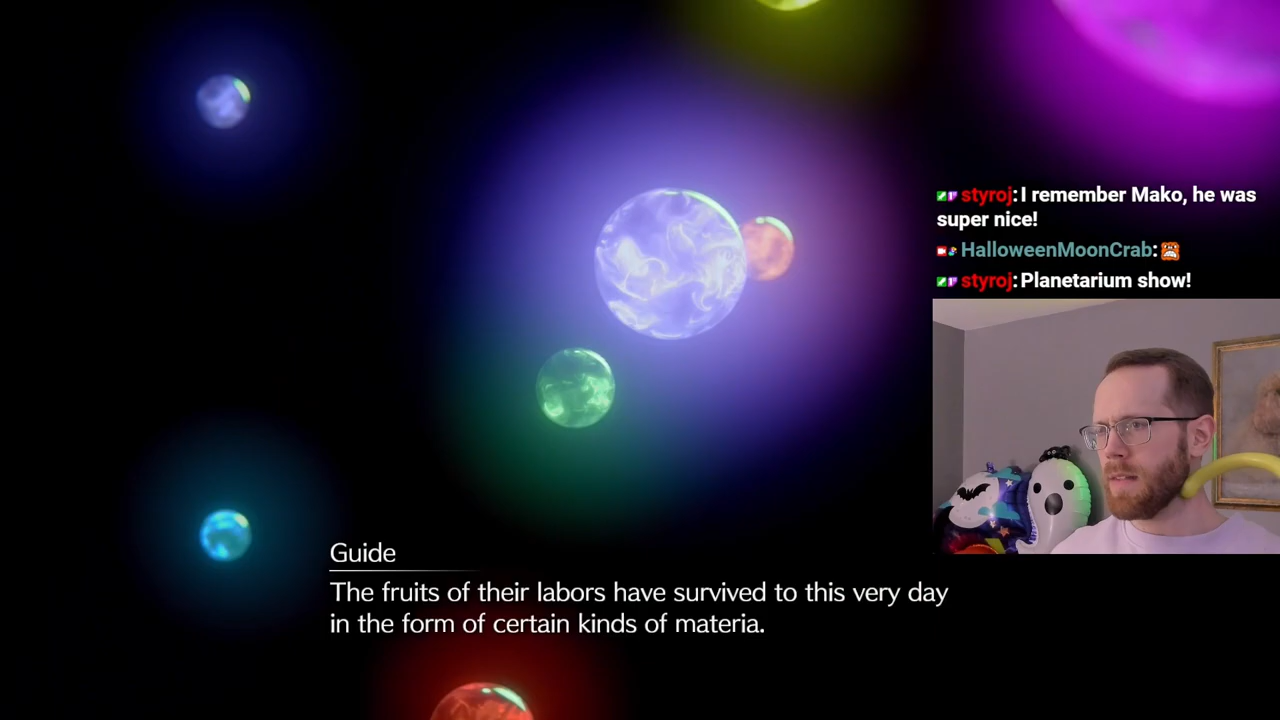 styroj: I remember Mako, he was
super nice!
HalloweenMoonCrab:
styroj: Planetarium show!
Guide
The fruits of their labors have survived to this very day
in the form of certain kinds of materia.